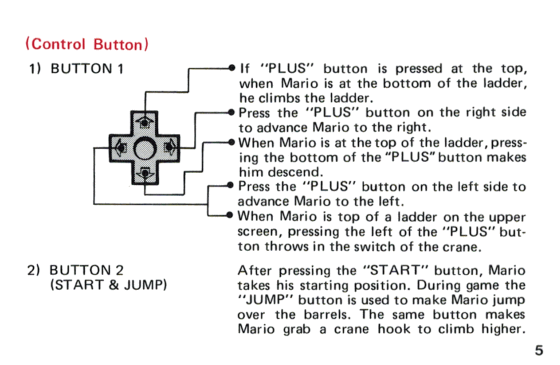 (Control Button)
1) BUTTON 1
If "PLUS" button is pressed at the top,
when Mario is at the bottom of the ladder,
he climbs the ladder.
Press the "PLUS" button on the right side
to advance Mario to the right.
When Mario is at the top of the ladder, press-
ing the bottom of the "PLUS" button makes
him descend.
Press the "PLUS" button on the left side to
advance Mario to the left.
When Mario is top of a ladder on the upper
screen, pressing the left of the "PLUS" but-
ton throws in the switch of the crane.
2) BUTTON 2
(START & JUMP)
After pressing the "START" button, Mario
takes his starting position. During game the
"JUMP" button is used to make Mario jump
over the barrels. The same button makes
Mario grab a crane hook to climb higher.
5